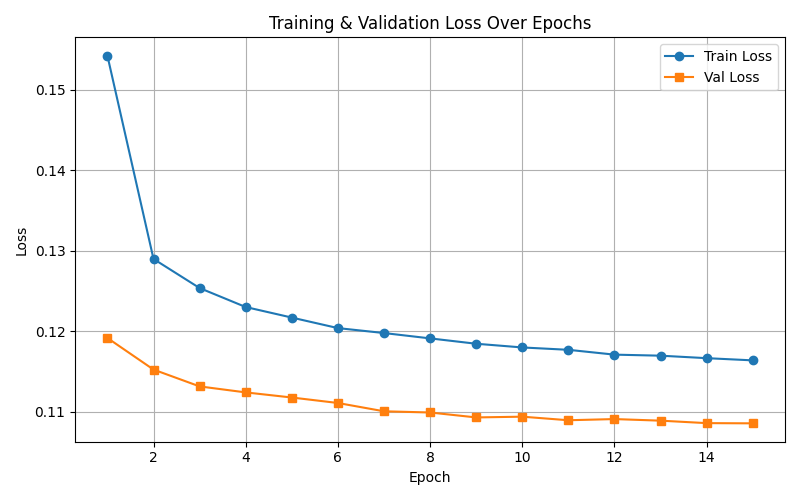 Training & Validation Loss Over Epochs
Train Loss
Val Loss
0.15
0.14
0.13
0.12
0.11
Loss
2 4 6 8 10 12 14
Epoch